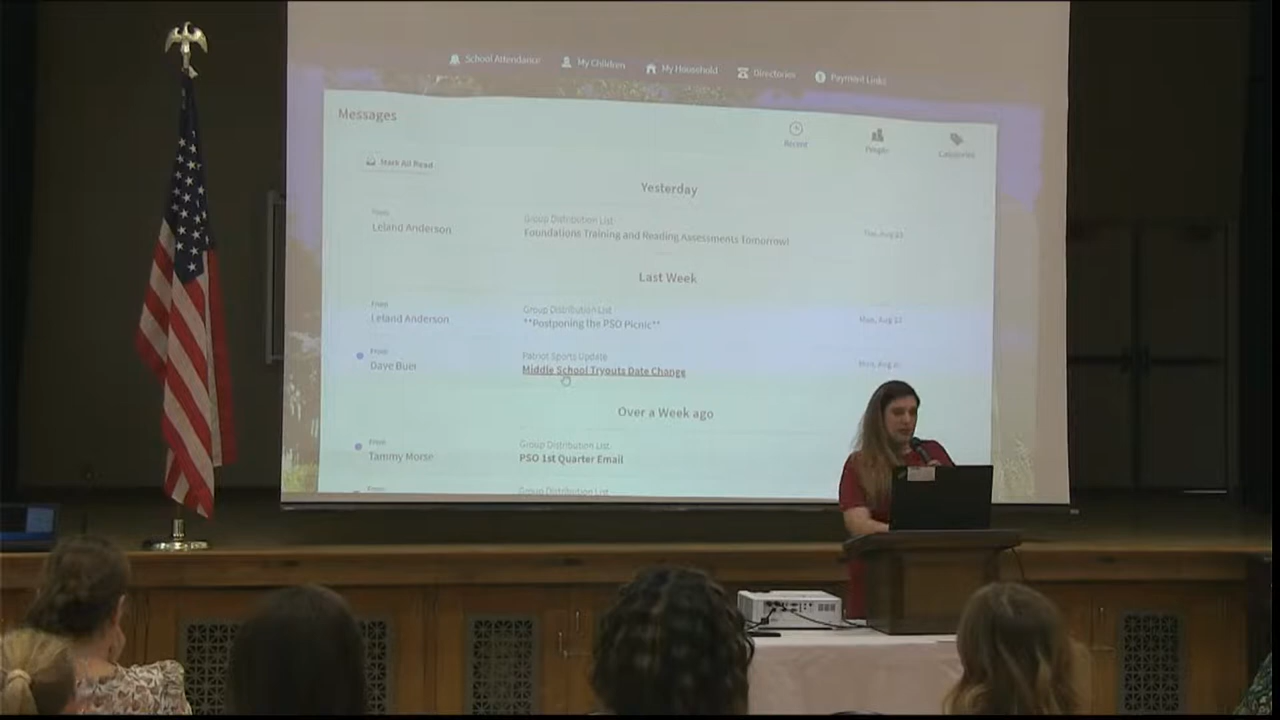 School Attendance
My Children
My Household
Directories
Payment Links
Messages
Recent
People
Categories
Mark All Read
Yesterday
From
Leland Anderson
Group Distribution List
Foundations Training and Reading Assessments Tomorrow!
Last Week
From
Leland Anderson
Group Distribution List
**Postponing the PSO Picnic**
From
Dave Buer
Patriot Sports Update
Middle School Tryouts Date Change
Over a Week ago
From
Tammy Morse
Group Distribution List
PSO 1st Quarter Email
Group Distribution List